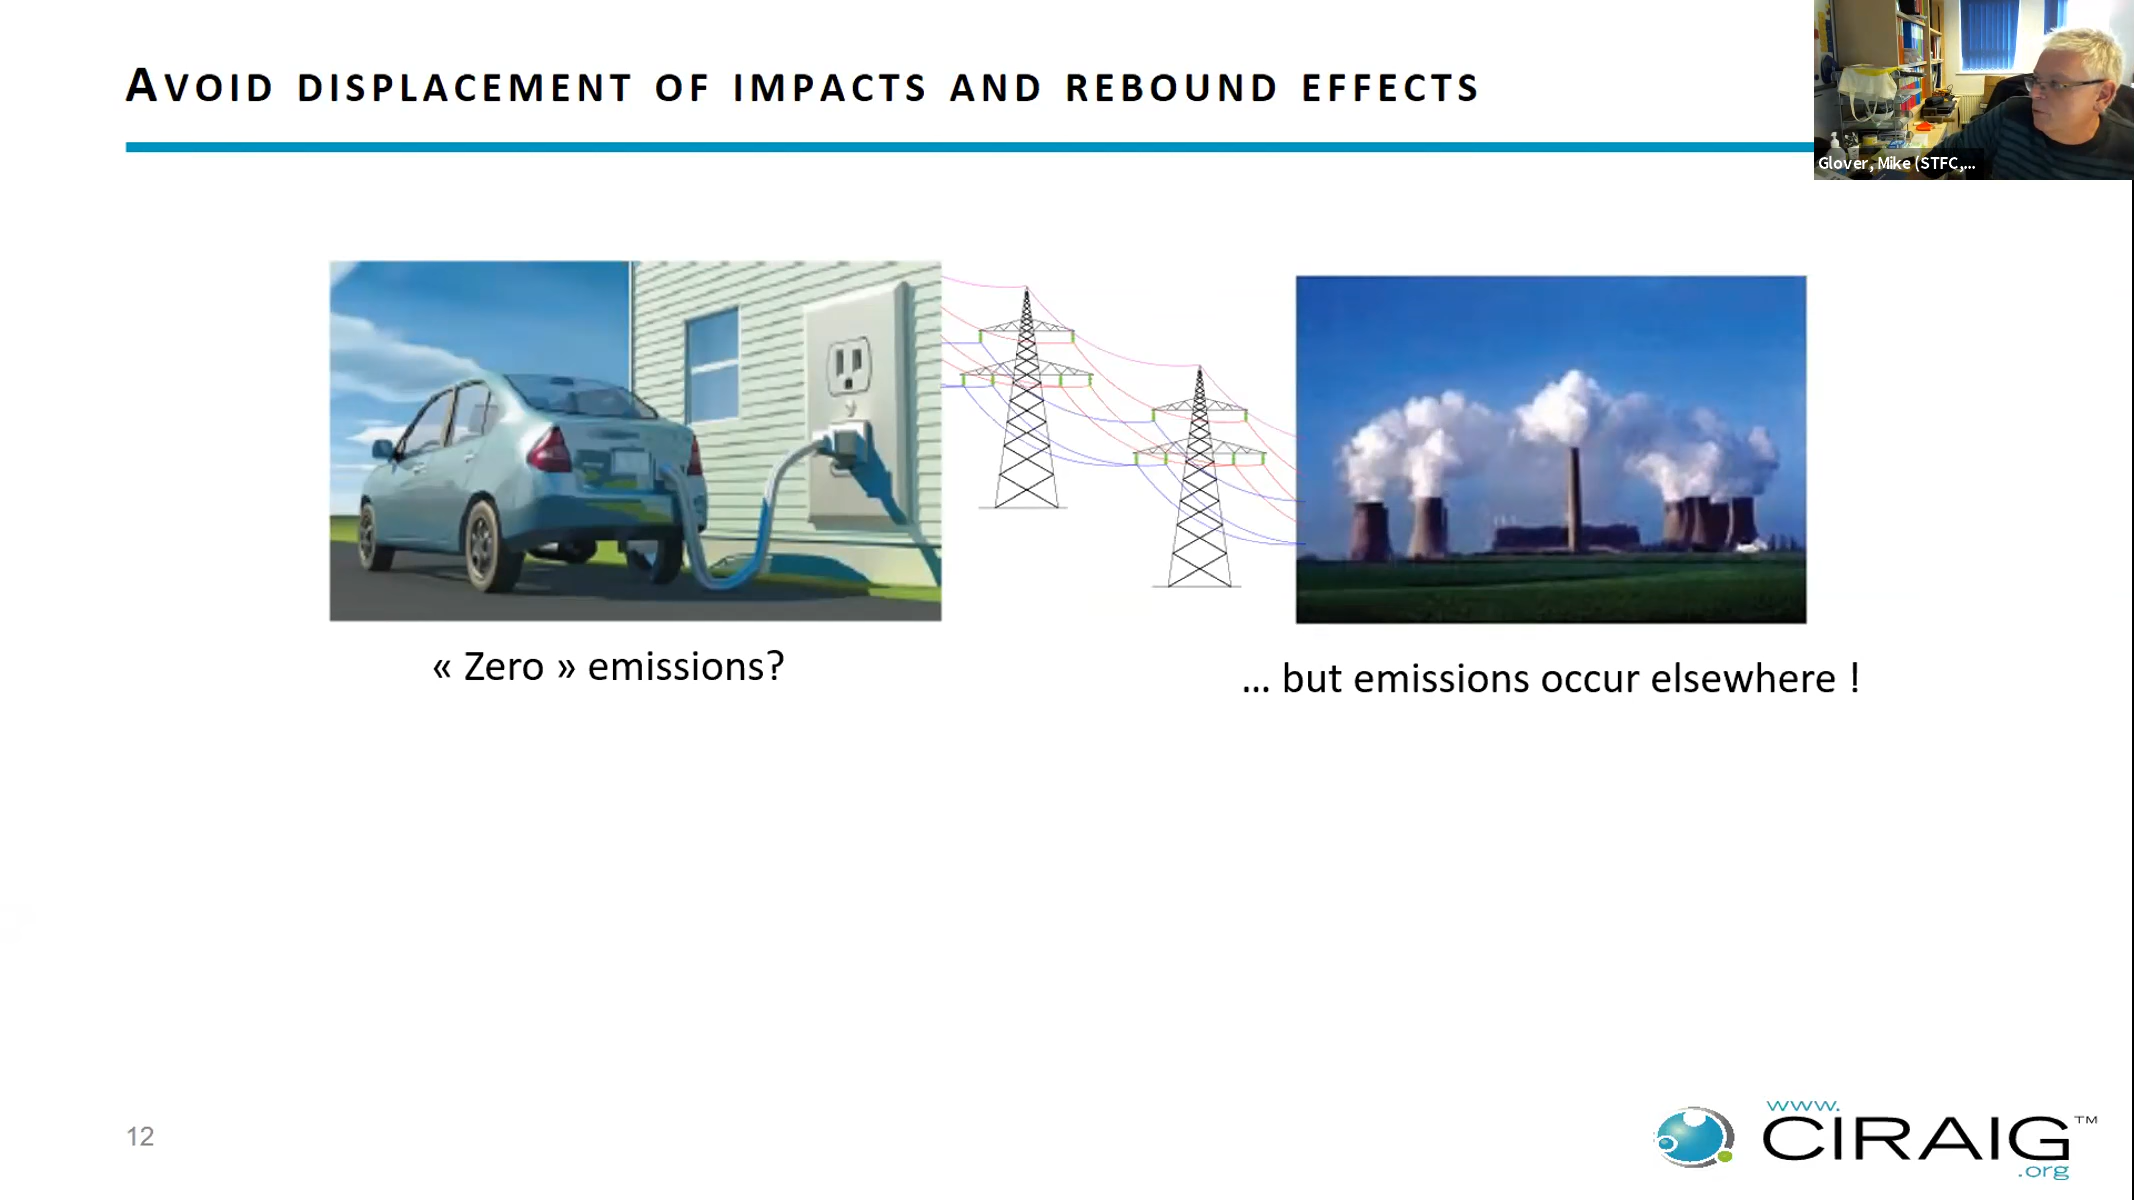 AVOID DISPLACEMENT OF IMPACTS AND REBOUND EFFECTS
Glover, Mike (STFC,...
« Zero » emissions?
... but emissions occur elsewhere !
12
www.
CIRAIG™
.org